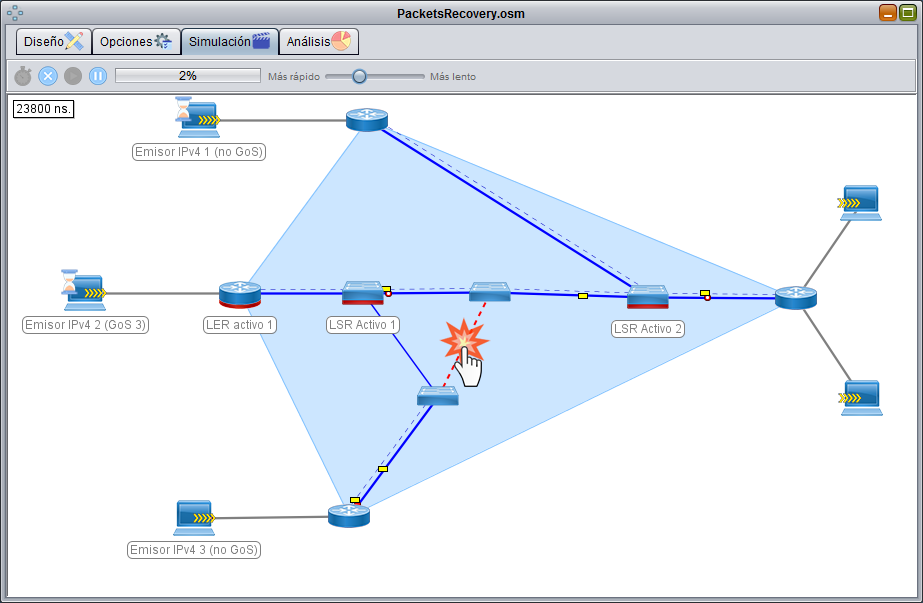 PacketsRecovery.osm
Diseño
Opciones
Simulación
Análisis
2%
Más rápido
Más lento
23800 ns.
Emisor IPv4 1 (no GoS)
Emisor IPv4 2 (GoS 3)
LER activo 1
LSR Activo 1
LSR Activo 2
Emisor IPv4 3 (no GoS)